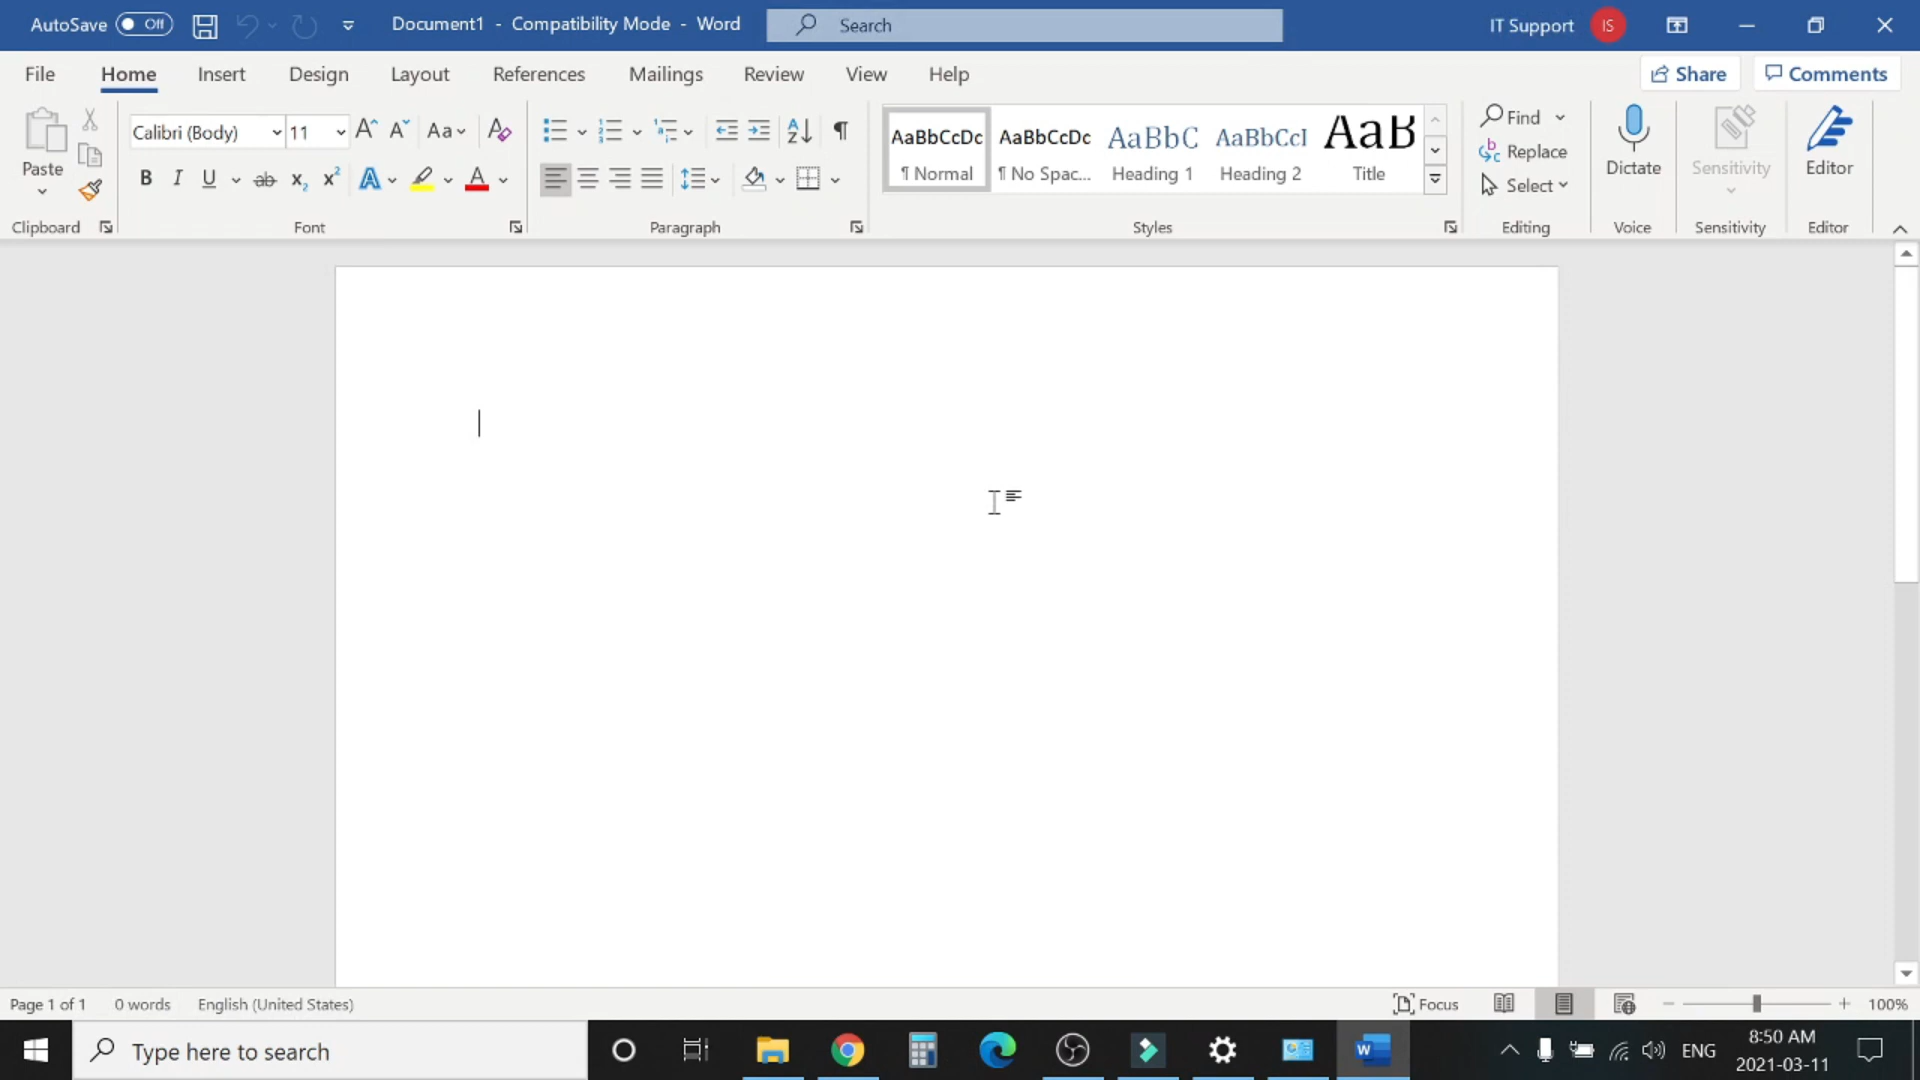 AutoSave Off Document1 - Compatibility Mode - Word Search IT Support IS
File Home Insert Design Layout References Mailings Review View Help Share Comments
Paste
Clipboard
Calibri (Body) 11 A A Aa A
B I U ab x₂ x² A A
Font
Paragraph
AaBbCcDc AaBbCcDc AaBbC AaBbCcI AaB
¶ Normal ¶ No Spac... Heading 1 Heading 2 Title
Styles
Find
Replace
Select
Editing
Dictate
Voice
Sensitivity
Sensitivity
Editor
Editor
Page 1 of 1 0 words English (United States) Focus 100%
Type here to search ENG 8:50 AM
2021-03-11